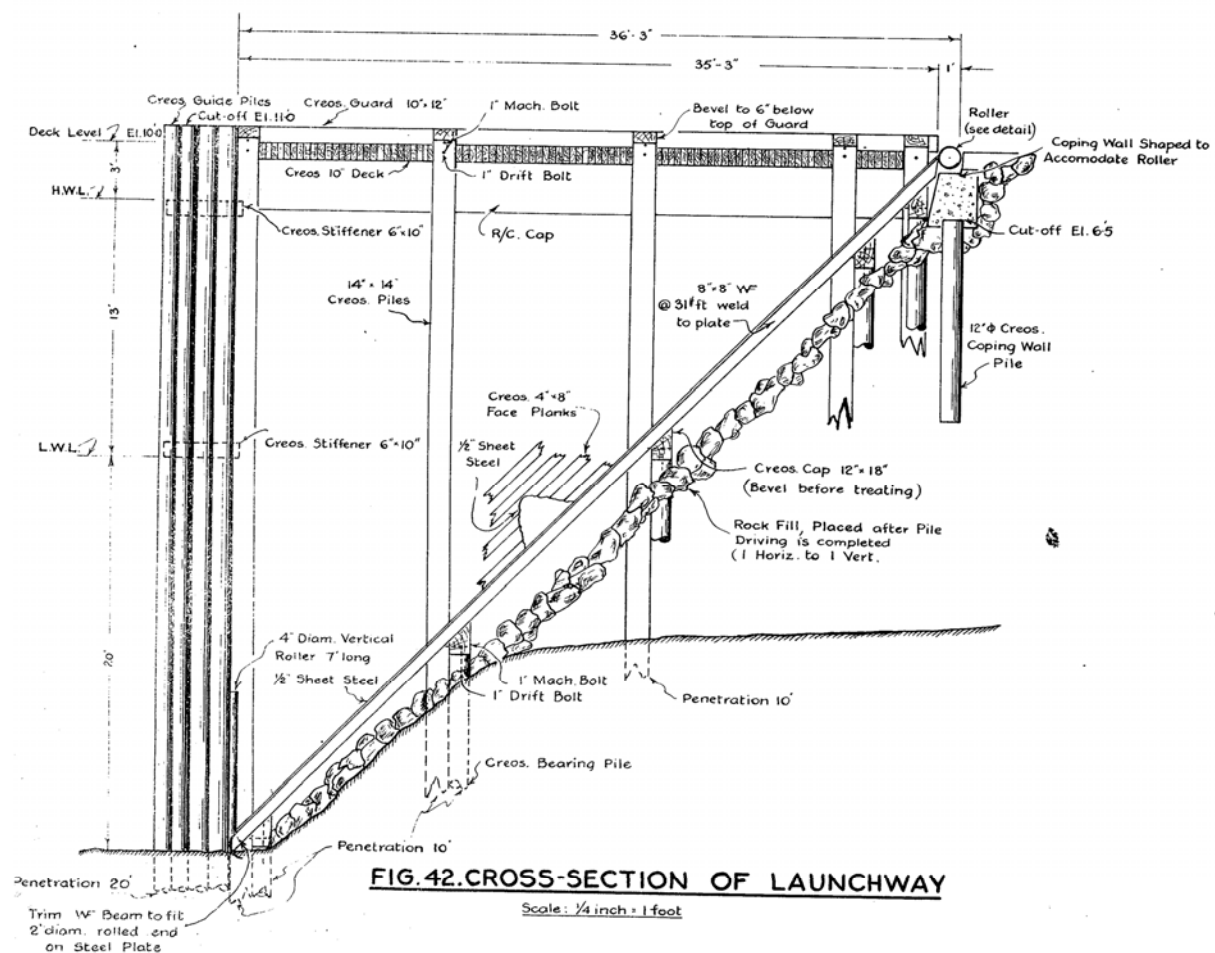 36'-3"
35'-3"
1'
Creos. Guide Piles
Cut-off El. 11.0
Creos. Guard 10"×12"
1" Mach. Bolt
Bevel to 6" below
top of Guard
Roller
(see detail)
Coping Wall Shaped to
Accomodate Roller
Deck Level
El. 10.0
3'
Creos 10" Deck
1" Drift Bolt
H.W.L.
Creos. Stiffener 6"×10"
R/C. Cap
Cut-off El. 6.5
14" × 14"
Creos. Piles
8"×8" WF
@ 31#ft weld
to plate
13'
12"ϕ Creos.
Coping Wall
Pile
Creos. 4"×8"
Face Planks
L.W.L.
Creos. Stiffener 6"×10"
1/2" Sheet
Steel
Creos. Cap 12"×18"
(Bevel before treating)
Rock Fill, Placed after Pile
Driving is completed
(1 Horiz. to 1 Vert.
20'
4" Diam. Vertical
Roller 7' long
1/2" Sheet Steel
1" Mach. Bolt
1" Drift Bolt
Penetration 10'
Creos. Bearing Pile
Penetration 10'
Penetration 20'
Trim WF Beam to fit
2" diam. rolled end
on Steel Plate
FIG. 42. CROSS-SECTION OF LAUNCHWAY
Scale: 1/4 inch = 1 foot